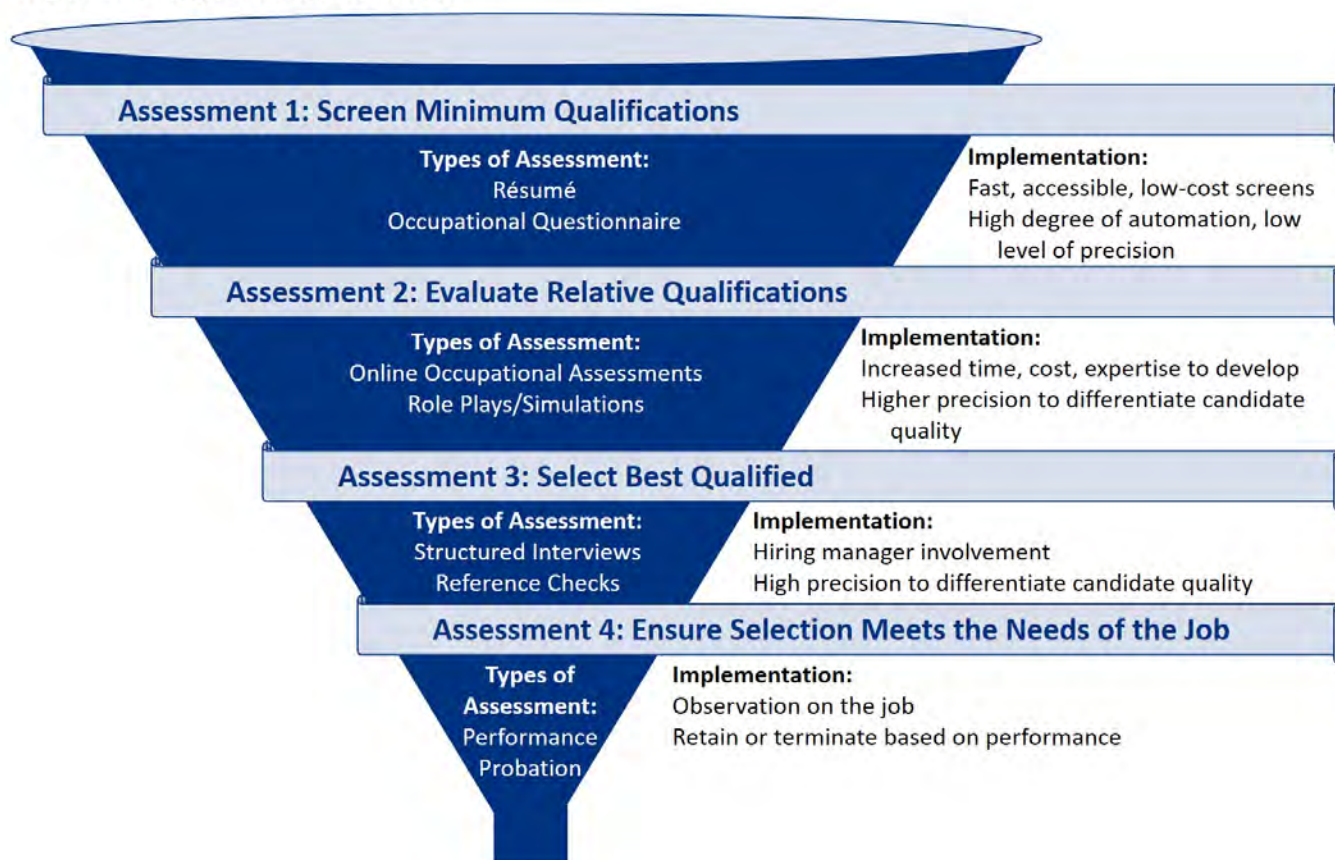 Assessment 1: Screen Minimum Qualifications
Types of Assessment:
Résumé
Occupational Questionnaire
Implementation:
Fast, accessible, low-cost screens
High degree of automation, low
level of precision
Assessment 2: Evaluate Relative Qualifications
Types of Assessment:
Online Occupational Assessments
Role Plays/Simulations
Implementation:
Increased time, cost, expertise to develop
Higher precision to differentiate candidate
quality
Assessment 3: Select Best Qualified
Types of Assessment:
Structured Interviews
Reference Checks
Implementation:
Hiring manager involvement
High precision to differentiate candidate quality
Assessment 4: Ensure Selection Meets the Needs of the Job
Types of
Assessment:
Performance
Probation
Implementation:
Observation on the job
Retain or terminate based on performance